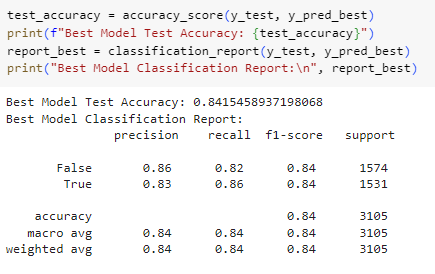 test_accuracy = accuracy_score(y_test, y_pred_best)
print(f"Best Model Test Accuracy: {test_accuracy}")
report_best = classification_report(y_test, y_pred_best)
print("Best Model Classification Report:\n", report_best)
Best Model Test Accuracy: 0.8415458937198068
Best Model Classification Report:
precision recall f1-score support
False 0.86 0.82 0.84 1574
True 0.83 0.86 0.84 1531
accuracy 0.84 3105
macro avg 0.84 0.84 0.84 3105
weighted avg 0.84 0.84 0.84 3105